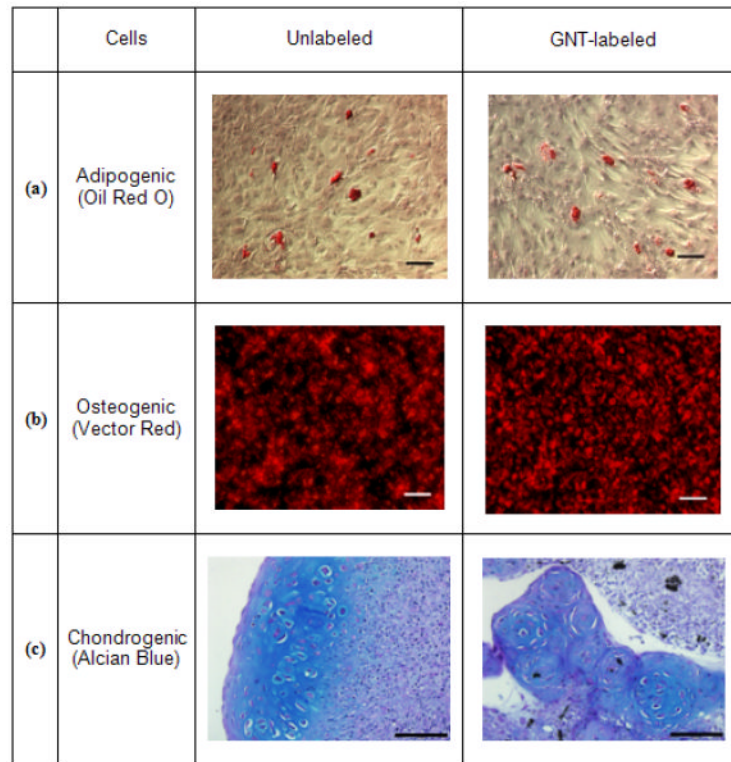 Cells
Unlabeled
GNT-labeled
(a)
Adipogenic
(Oil Red O)
(b)
Osteogenic
(Vector Red)
(c)
Chondrogenic
(Alcian Blue)